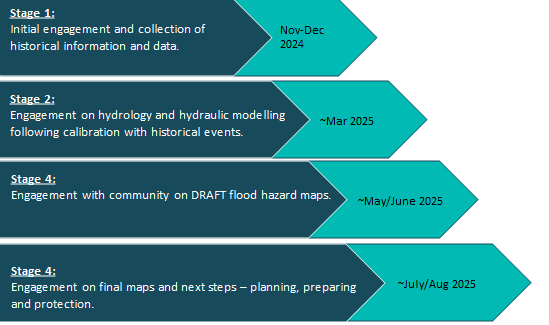 Stage 1:
Initial engagement and collection of
historical information and data.
Nov-Dec
2024
Stage 2:
Engagement on hydrology and hydraulic modelling
following calibration with historical events.
~Mar 2025
Stage 4:
Engagement with community on DRAFT flood hazard maps.
~May/June 2025
Stage 4:
Engagement on final maps and next steps – planning, preparing
and protection.
~July/Aug 2025